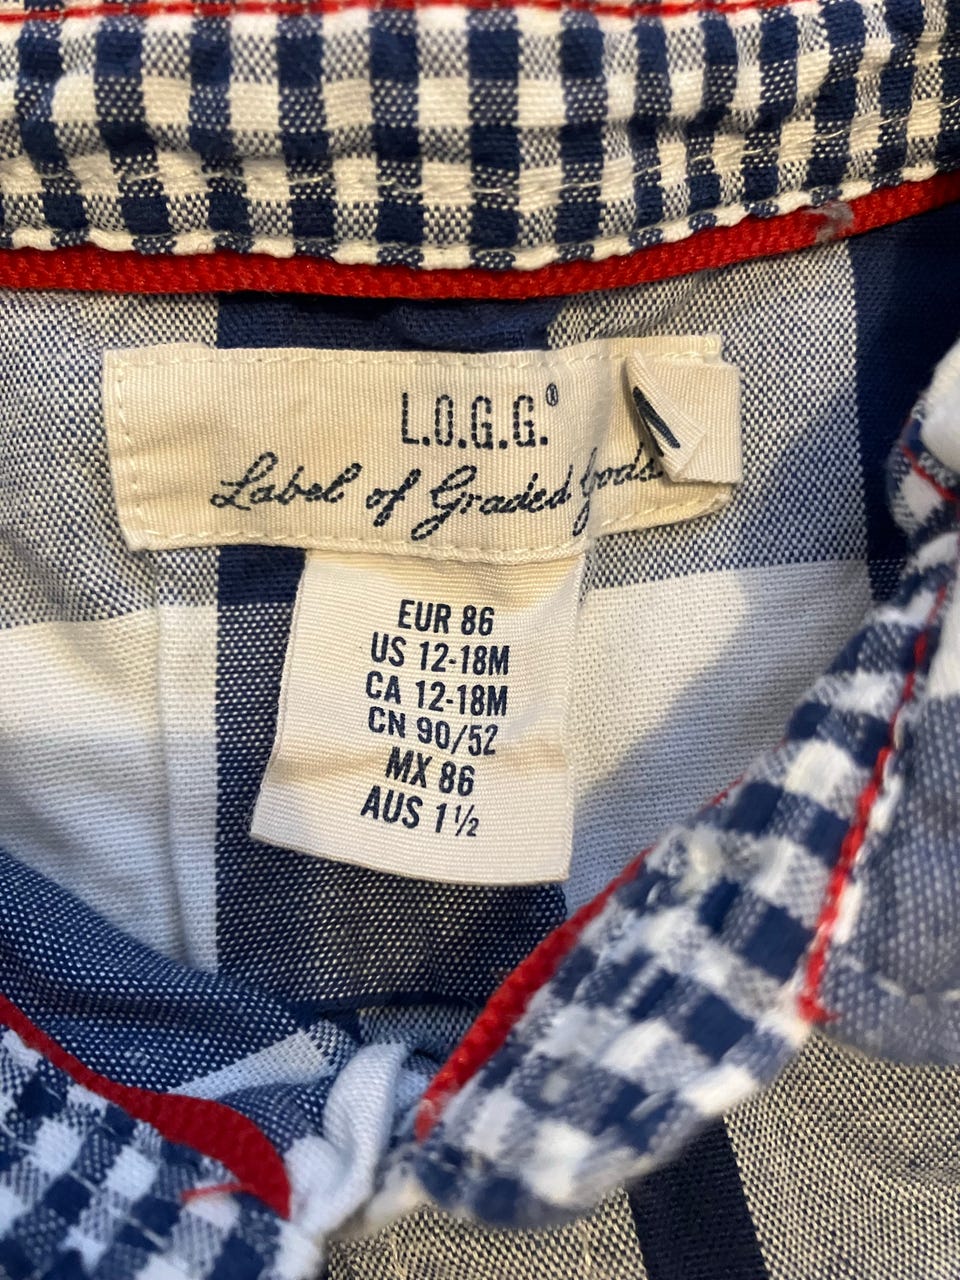 L.O.G.G.®
Label of Graded Goods
EUR 86
US 12-18M
CA 12-18M
CN 90/52
MX 86
AUS 1½